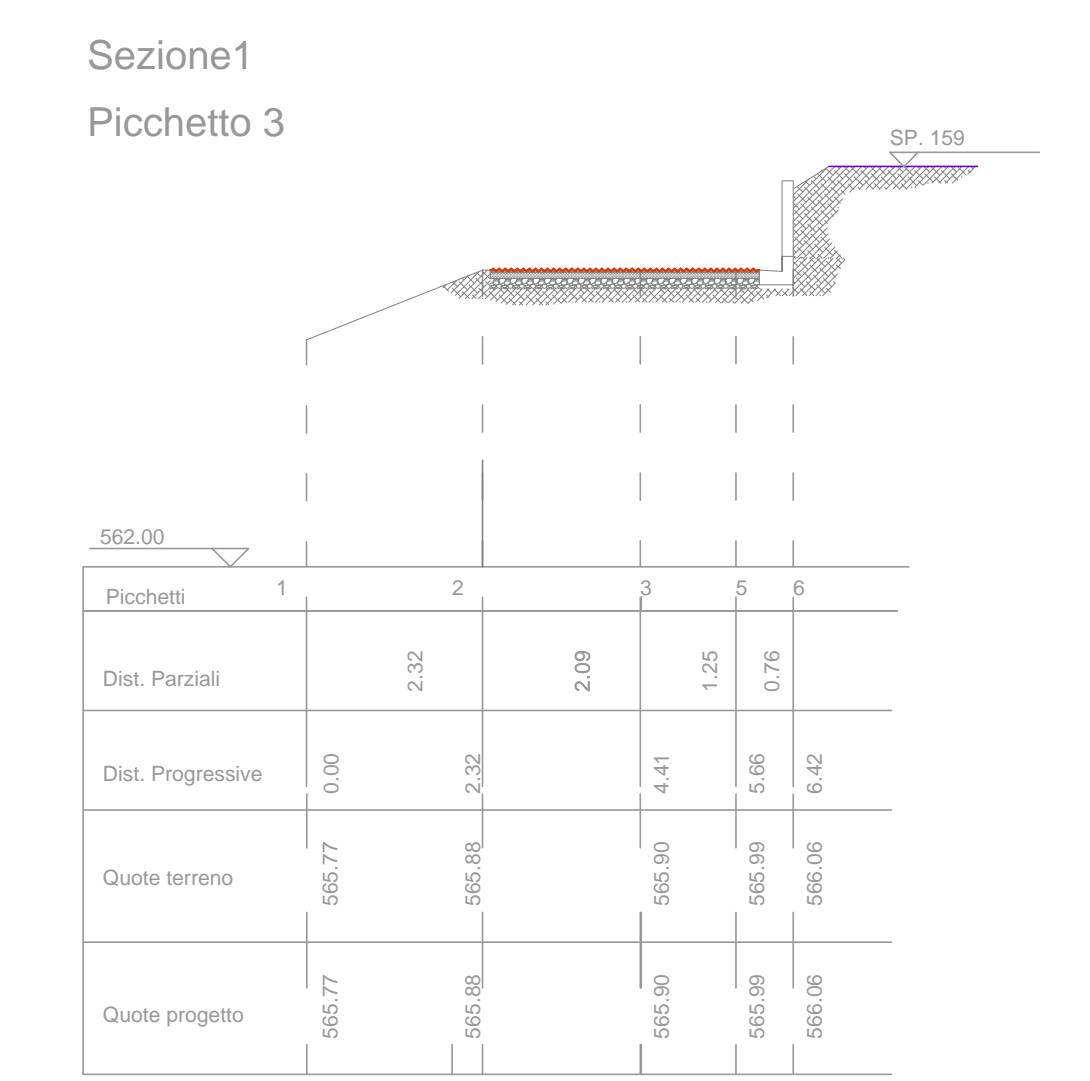 Sezione1
Picchetto 3
SP. 159
562.00
Picchetti 1 2 3 5 6
Dist. Parziali 2.32 2.09 1.25 0.76
Dist. Progressive 0.00 2.32 4.41 5.66 6.42
Quote terreno 565.77 565.88 565.90 565.99 566.06
Quote progetto 565.77 565.88 565.90 565.99 566.06